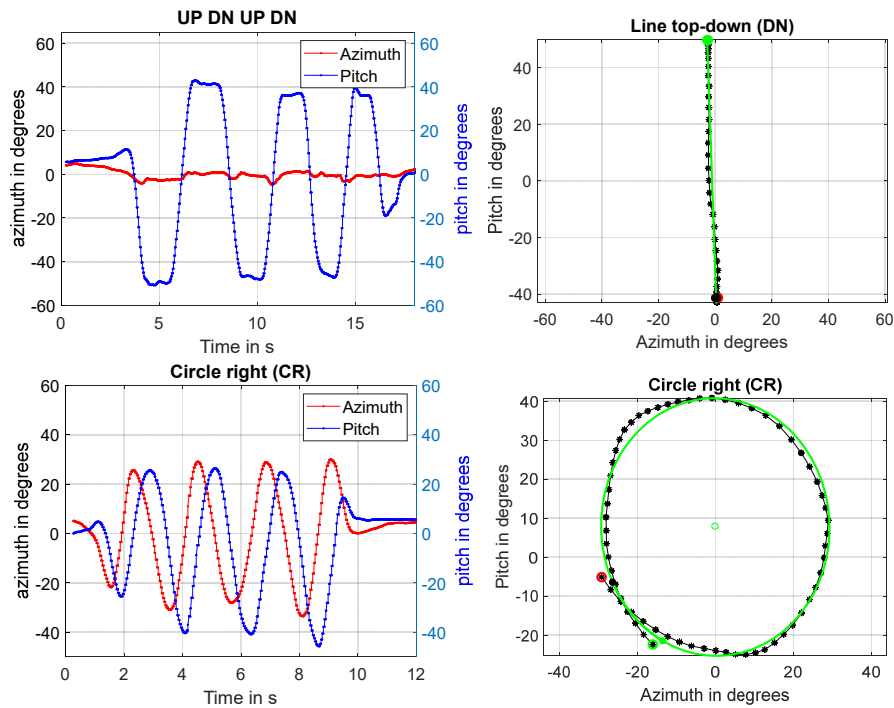 UP DN UP DN
60
40
20
0
-20
-40
-60
azimuth in degrees
60
40
20
0
-20
-40
-60
pitch in degrees
Azimuth
Pitch
0 5 10 15
Time in s
Line top-down (DN)
40
20
0
-20
-40
Pitch in degrees
-60 -40 -20 0 20 40 60
Azimuth in degrees
Circle right (CR)
60
40
20
0
-20
-40
azimuth in degrees
60
40
20
0
-20
-40
pitch in degrees
Azimuth
Pitch
0 2 4 6 8 10 12
Time in s
Circle right (CR)
40
30
20
10
0
-10
-20
Pitch in degrees
-40 -20 0 20 40
Azimuth in degrees